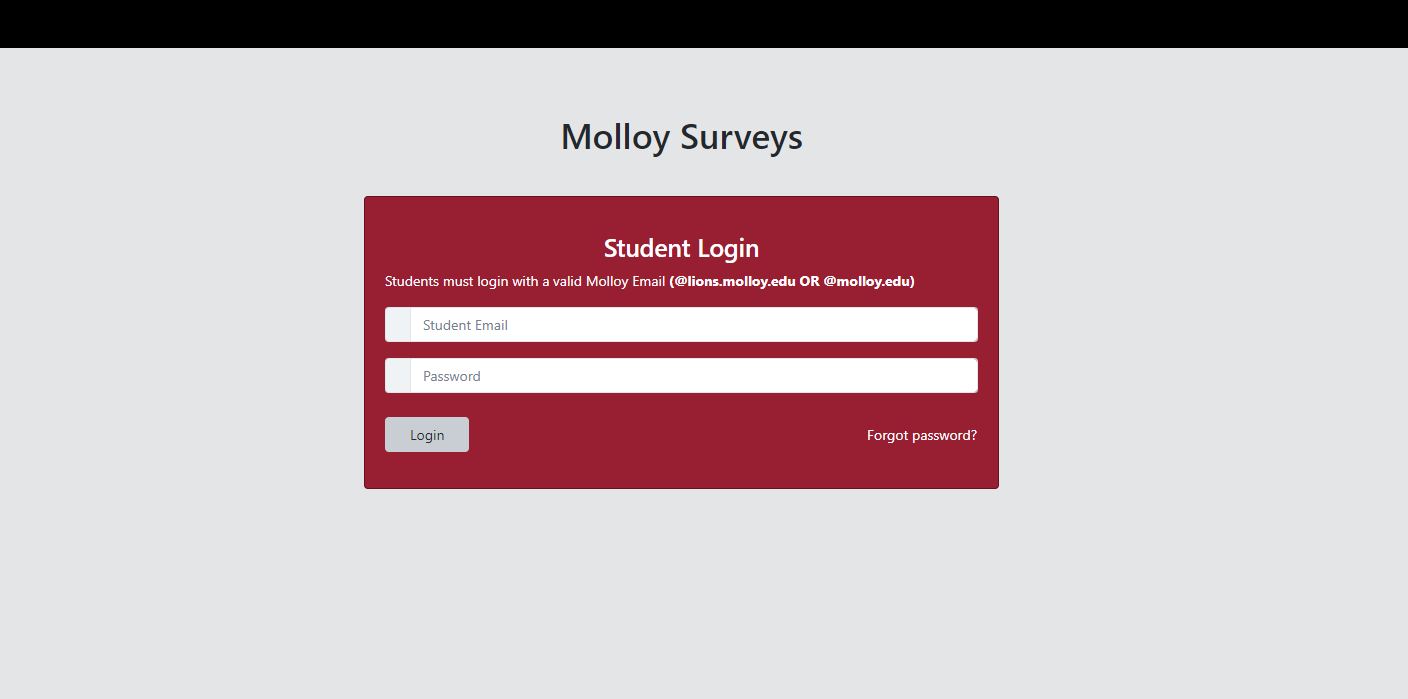 Molloy Surveys
Student Login
Students must login with a valid Molloy Email (@lions.molloy.edu OR @molloy.edu)
Student Email
Password
Login
Forgot password?